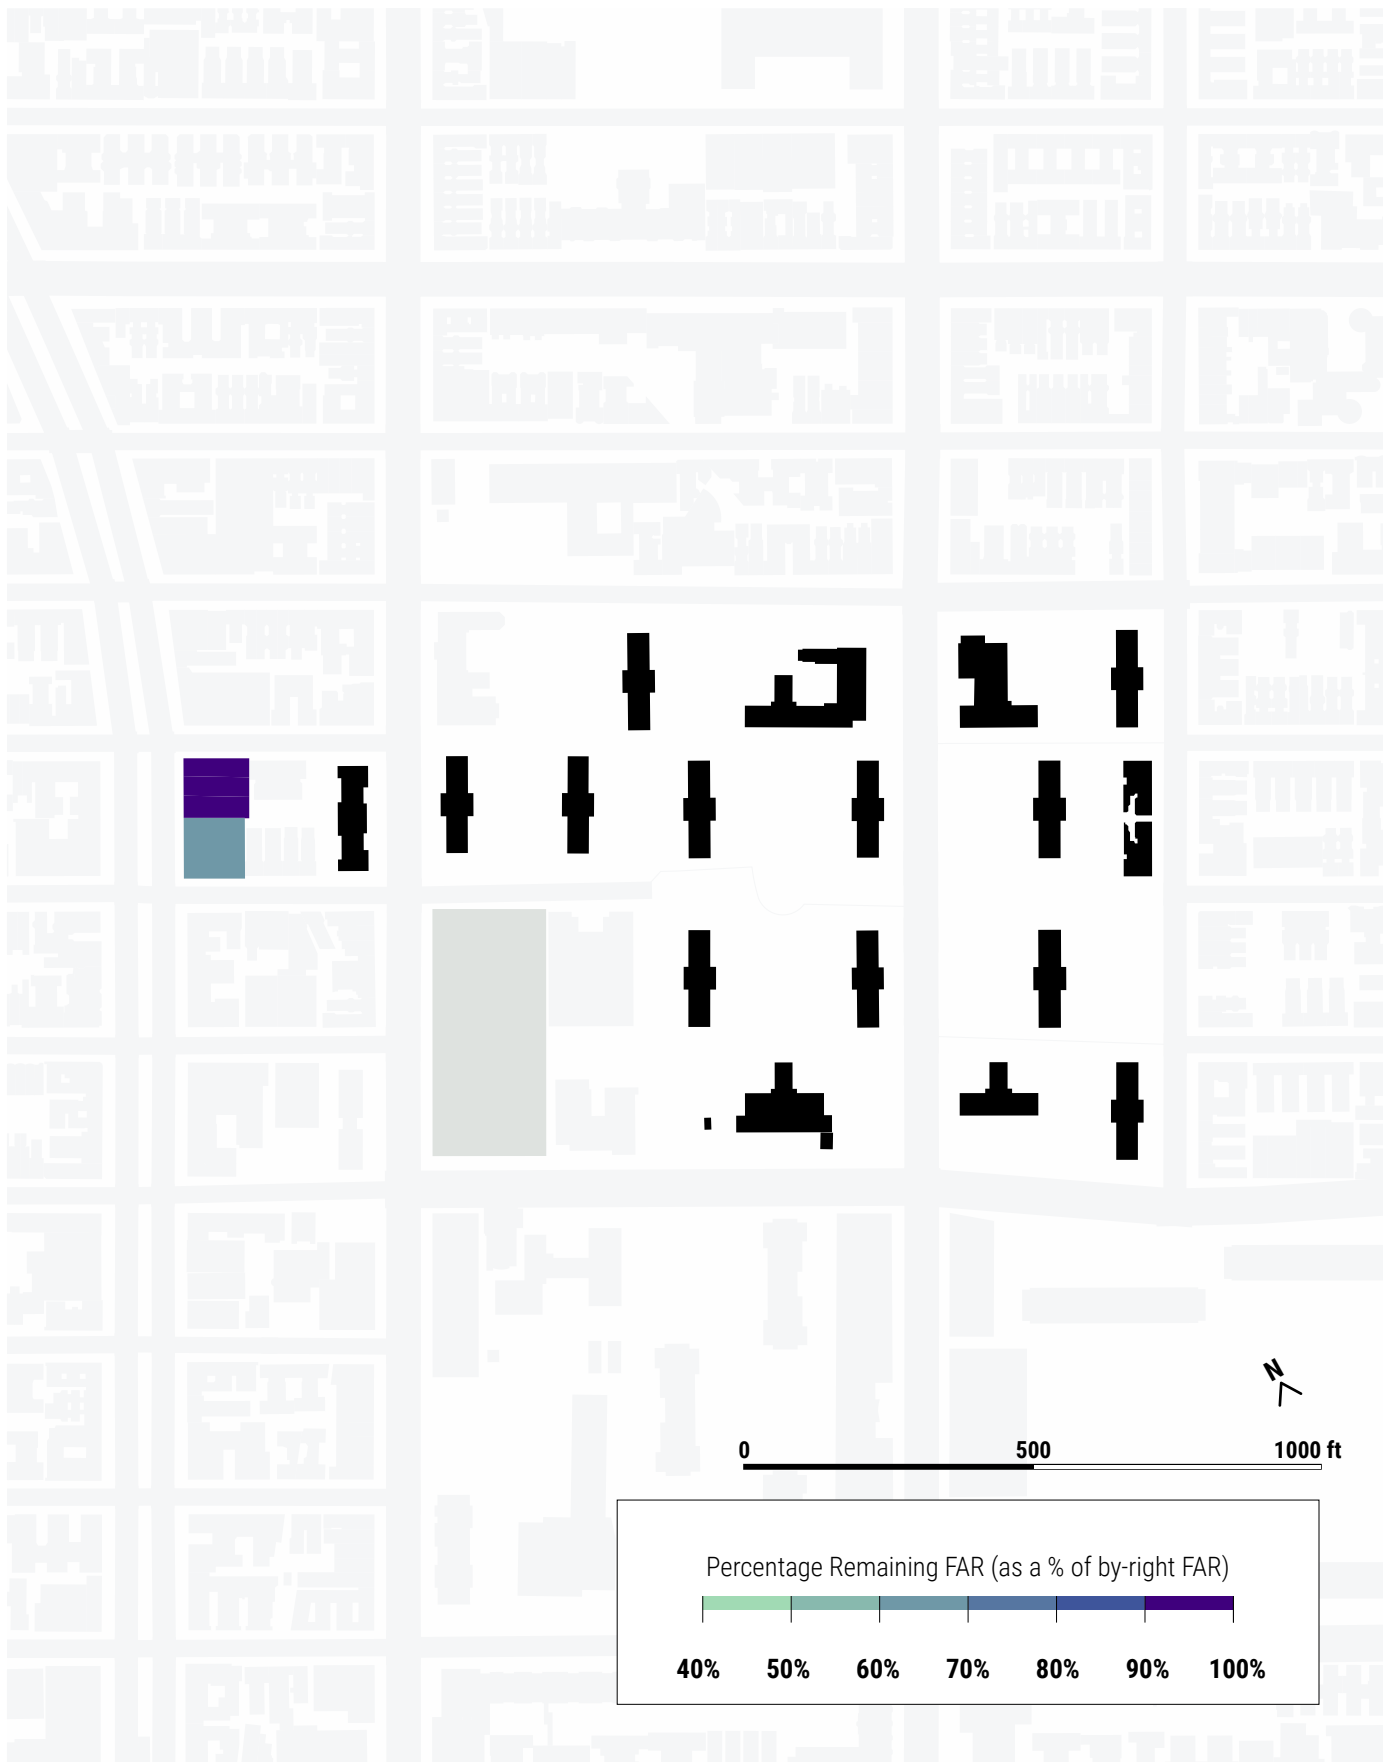 N
0 500 1000 ft
Percentage Remaining FAR (as a % of by-right FAR)
40% 50% 60% 70% 80% 90% 100%